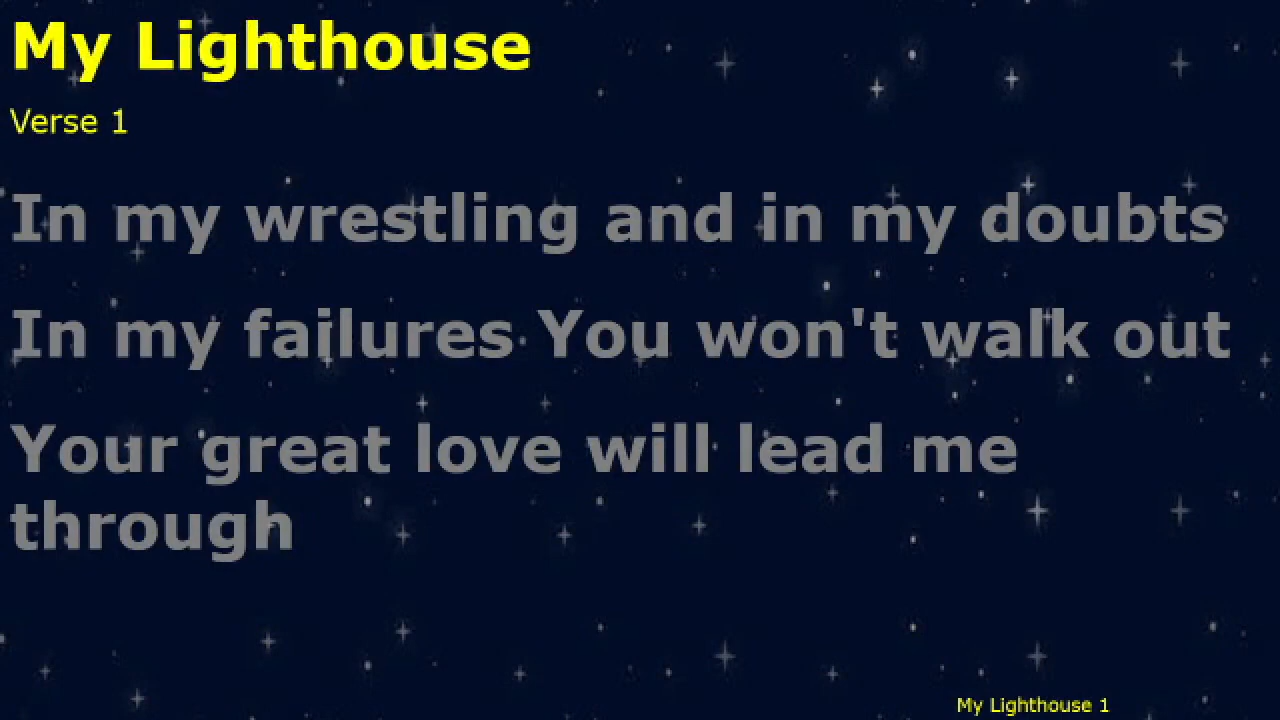 My Lighthouse
Verse 1
In my wrestling and in my doubts
In my failures You won't walk out
Your great love will lead me
through
My Lighthouse 1